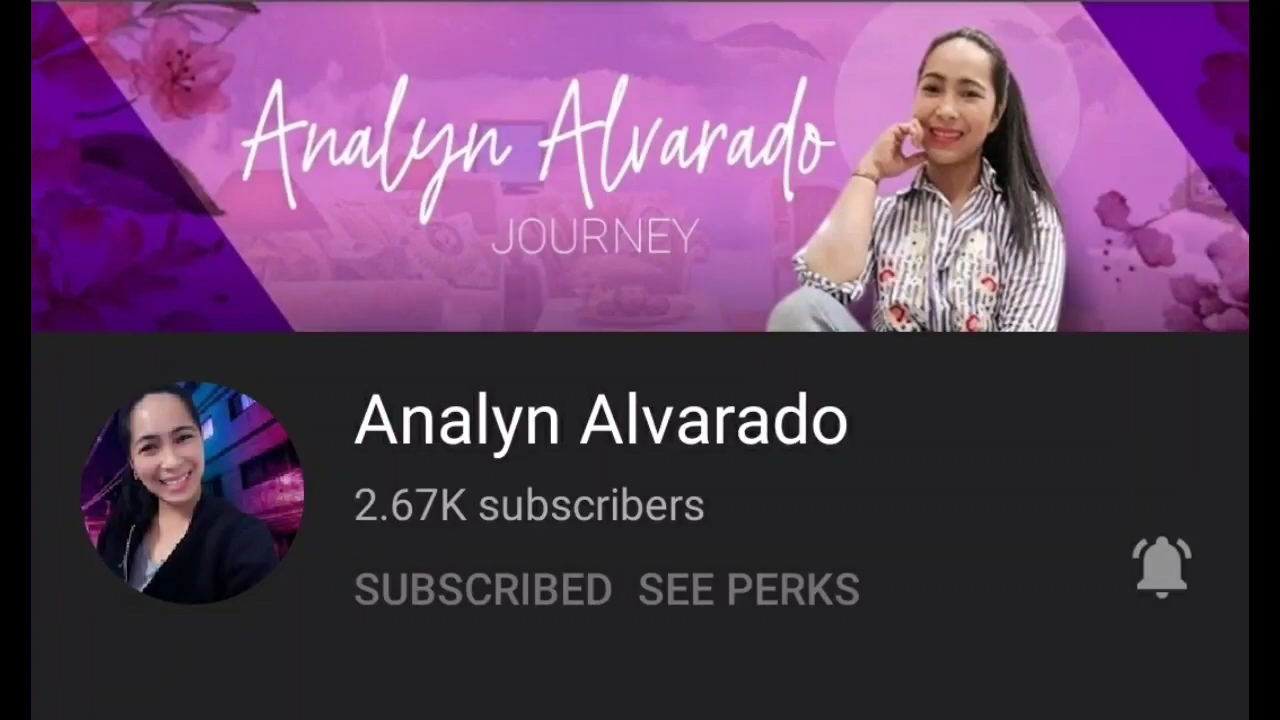 Analyn Alvarado
JOURNEY
Analyn Alvarado
2.67K subscribers
SUBSCRIBED SEE PERKS